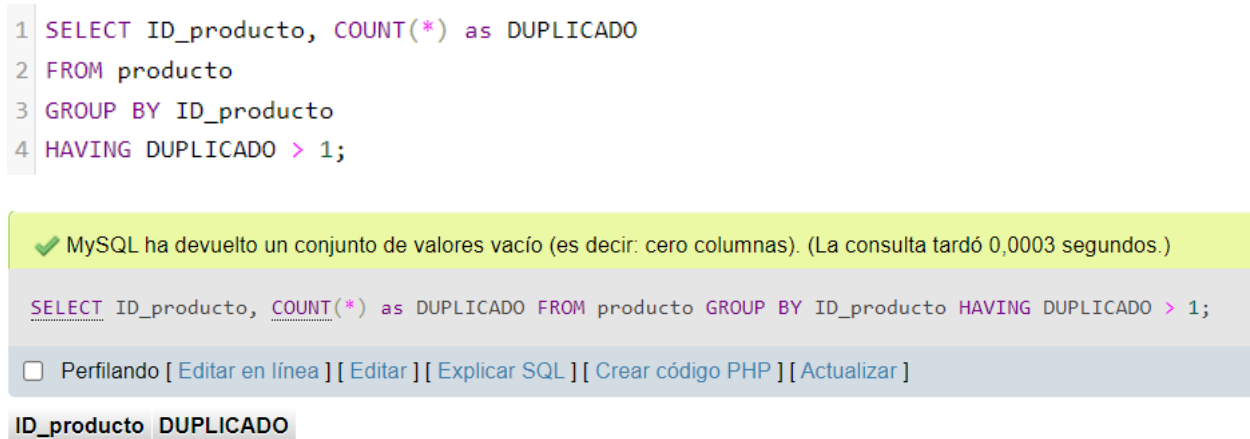 1 SELECT ID_producto, COUNT(*) as DUPLICADO
2 FROM producto
3 GROUP BY ID_producto
4 HAVING DUPLICADO > 1;
MySQL ha devuelto un conjunto de valores vacío (es decir: cero columnas). (La consulta tardó 0,0003 segundos.)
SELECT ID_producto, COUNT(*) as DUPLICADO FROM producto GROUP BY ID_producto HAVING DUPLICADO > 1;
Perfilando [ Editar en línea ] [ Editar ] [ Explicar SQL ] [ Crear código PHP ] [ Actualizar ]
ID_producto DUPLICADO